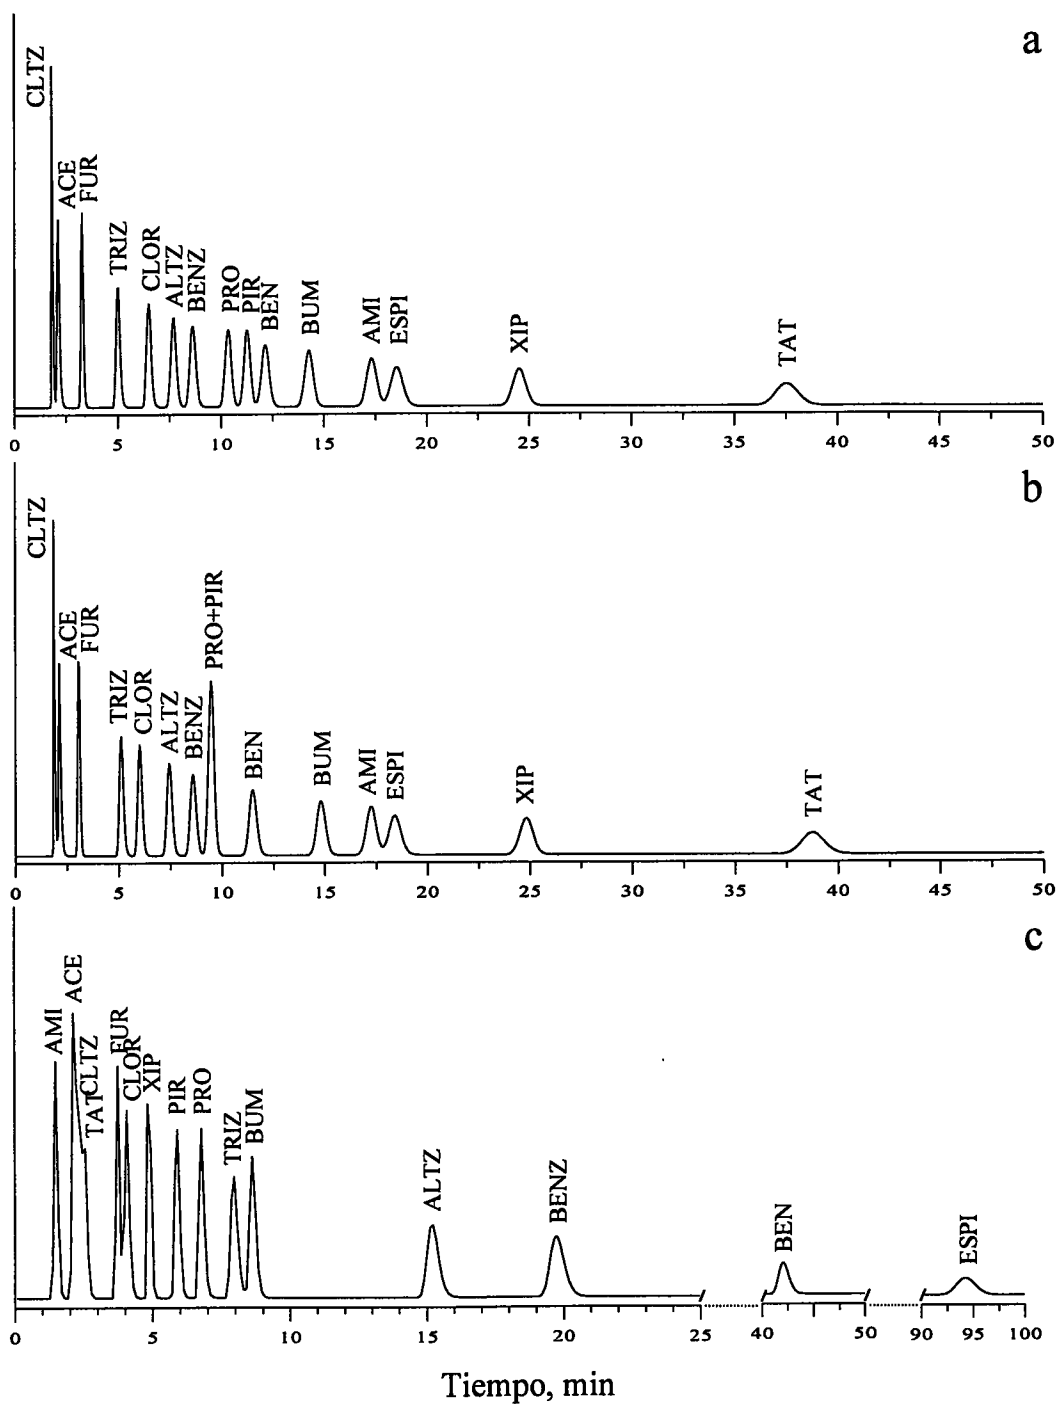 a
CLTZ
ACE
FUR
TRIZ
CLOR
ALTZ
BENZ
PRO
PIR
BEN
BUM
AMI
ESPI
XIP
TAT
0 5 10 15 20 25 30 35 40 45 50
b
CLTZ
ACE
FUR
TRIZ
CLOR
ALTZ
BENZ
PRO+PIR
BEN
BUM
AMI
ESPI
XIP
TAT
0 5 10 15 20 25 30 35 40 45 50
c
AMI
ACE
CLTZ
TAT
FUR
CLOR
XIP
PIR
PRO
TRIZ
BUM
ALTZ
BENZ
BEN
ESPI
0 5 10 15 20 25 40 50 90 95 100
Tiempo, min